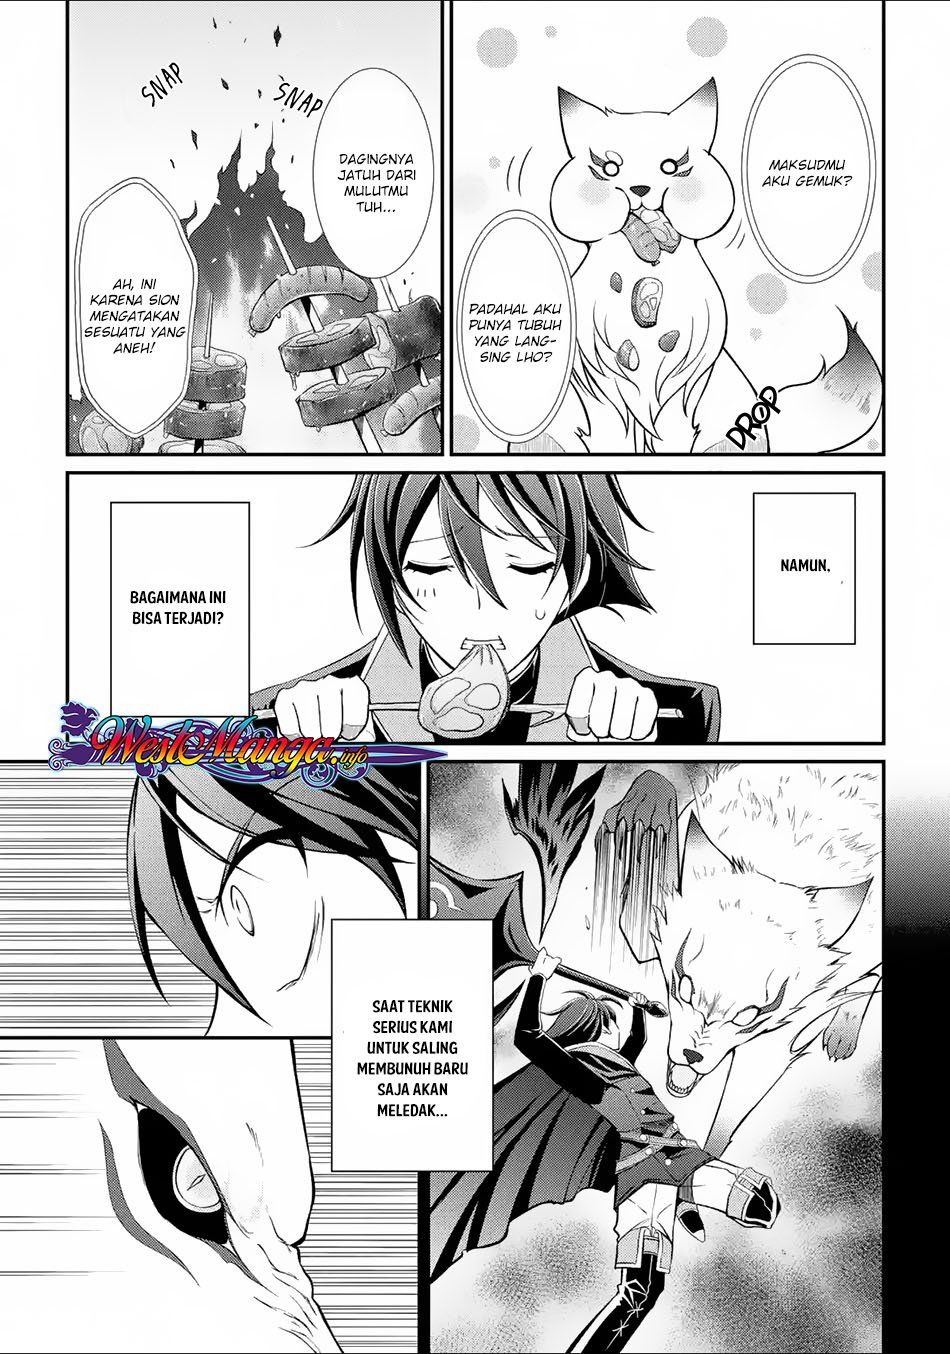 MAKSUDMU
AKU GEMUK?
PADAHAL AKU
PUNYA TUBUH
YANG LANG-
SING LHO?
DROP
SNAP
SNAP
DAGINGNYA
JATUH DARI
MULUTMU
TUH...
AH, INI
KARENA SION
MENGATAKAN
SESUATU YANG
ANEH!
NAMUN,
BAGAIMANA INI
BISA TERJADI?
WestManga.info
SAAT TEKNIK
SERIUS KAMI
UNTUK SALING
MEMBUNUH BARU
SAJA AKAN
MELEDAK...